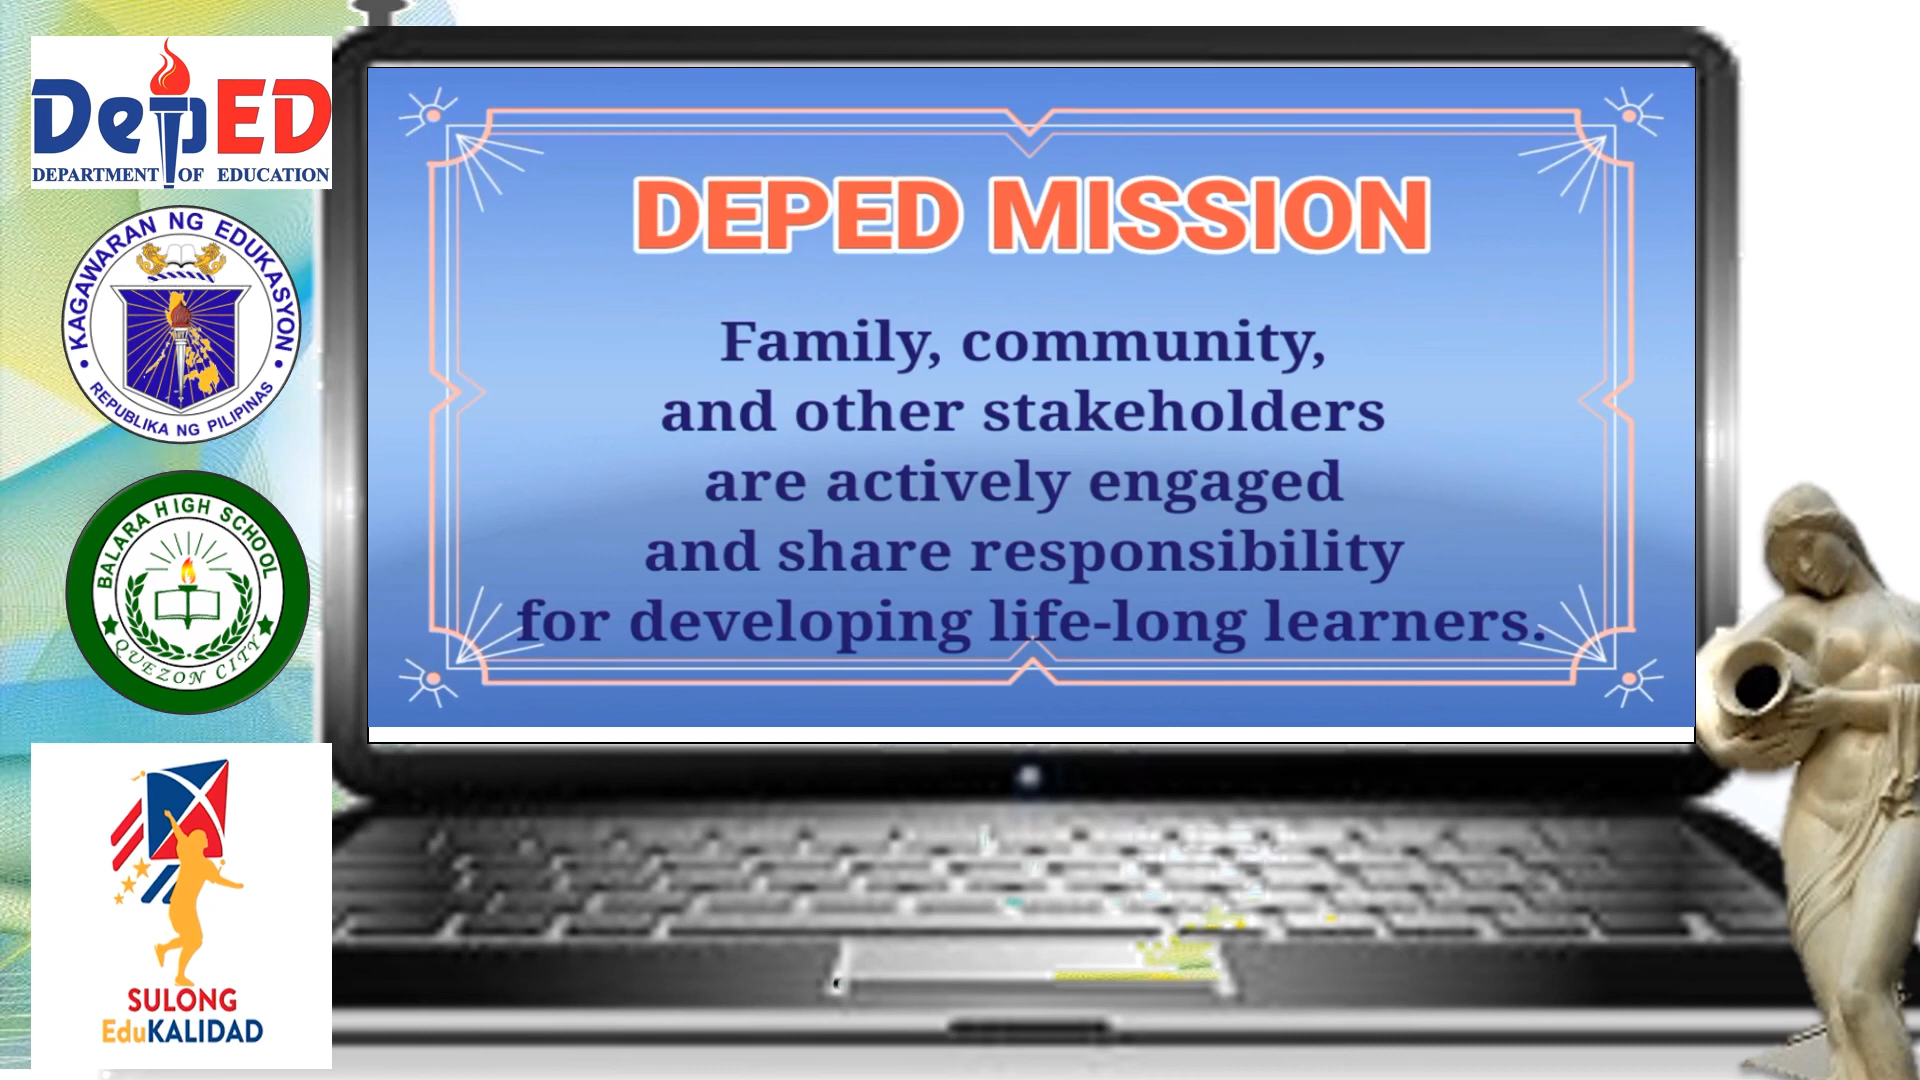 DepED
DEPARTMENT OF EDUCATION
KAGAWARAN NG EDUKASYON
REPUBLIKA NG PILIPINAS
BALARA HIGH SCHOOL
QUEZON CITY
SULONG
EduKALIDAD
DEPED MISSION
Family, community,
and other stakeholders
are actively engaged
and share responsibility
for developing life-long learners.